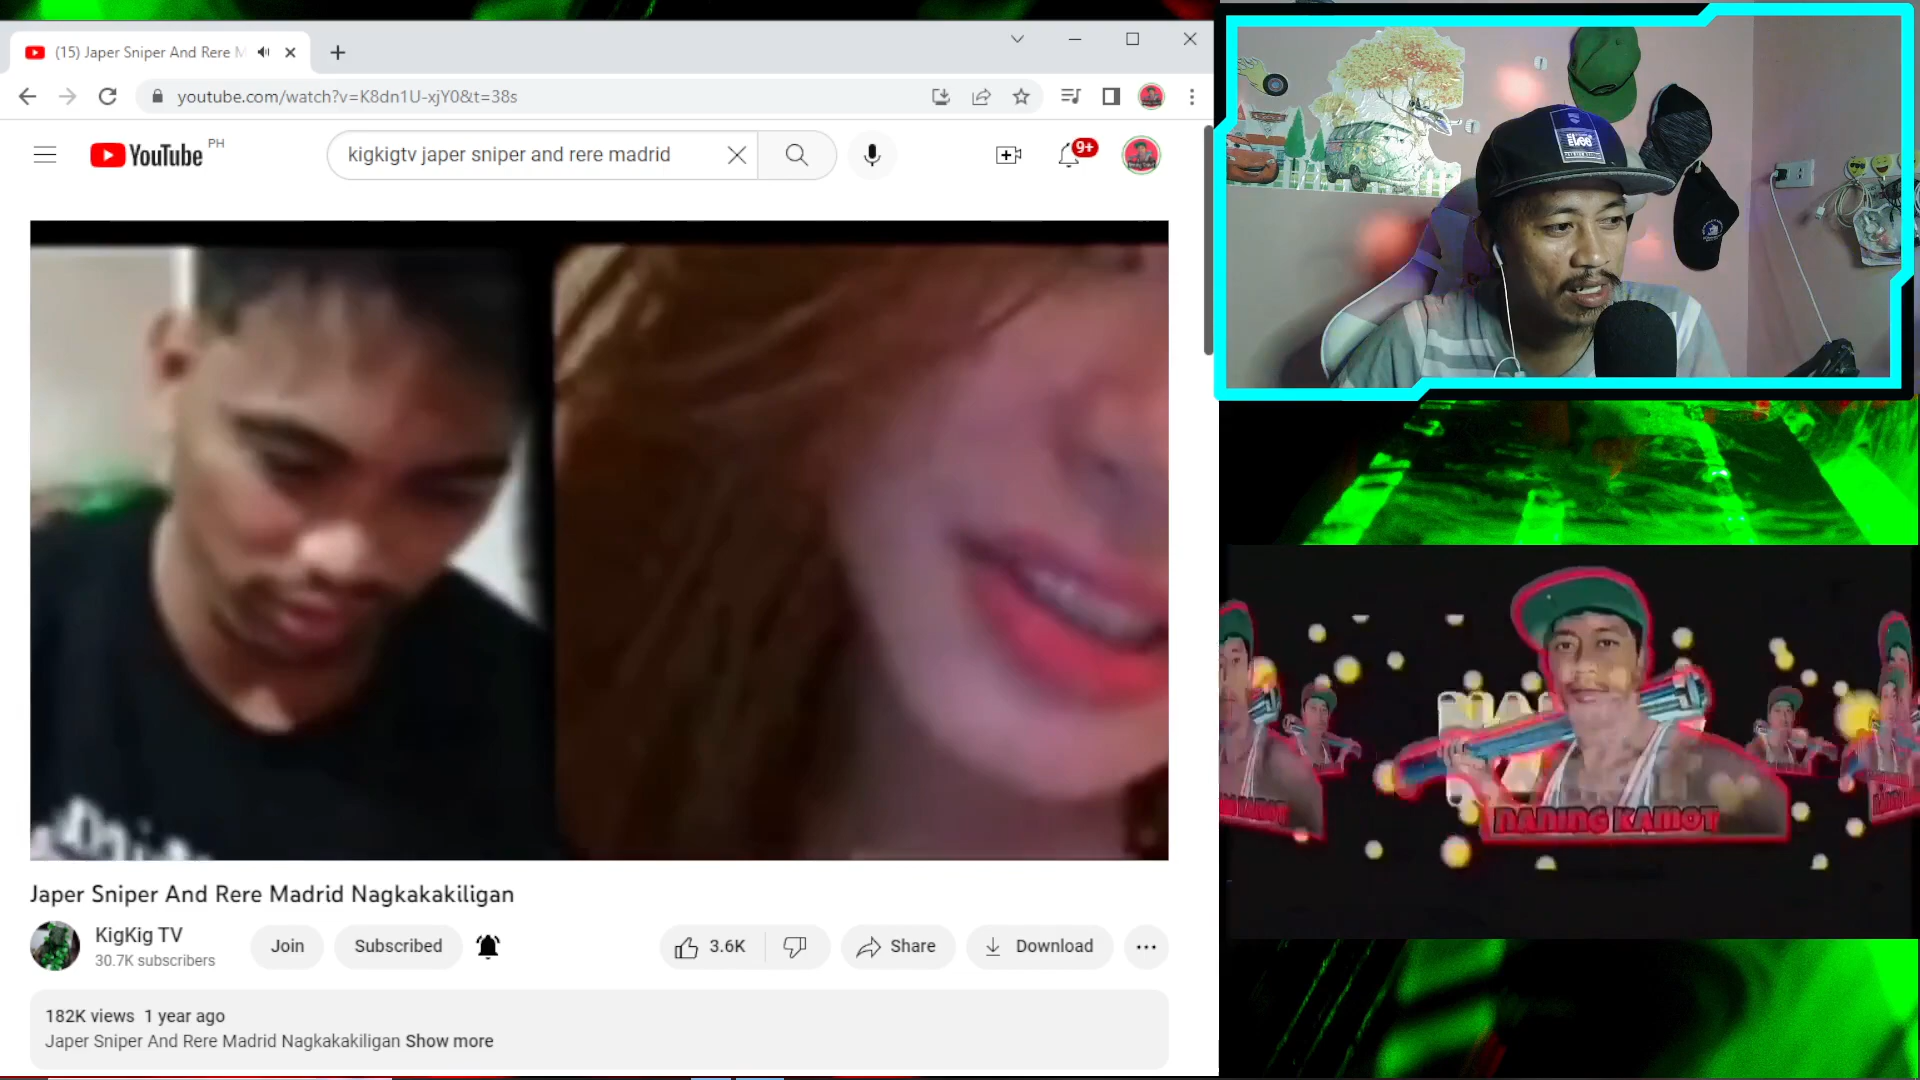 (15) Japer Sniper And Rere M
youtube.com/watch?v=K8dn1U-xjY0&t=38s
YouTube PH
kigkigtv japer sniper and rere madrid
9+
Japer Sniper And Rere Madrid Nagkakakiligan
KigKig TV
30.7K subscribers
Join
Subscribed
3.6K
Share
Download
182K views 1 year ago
Japer Sniper And Rere Madrid Nagkakakiligan Show more
NADING KAMOT